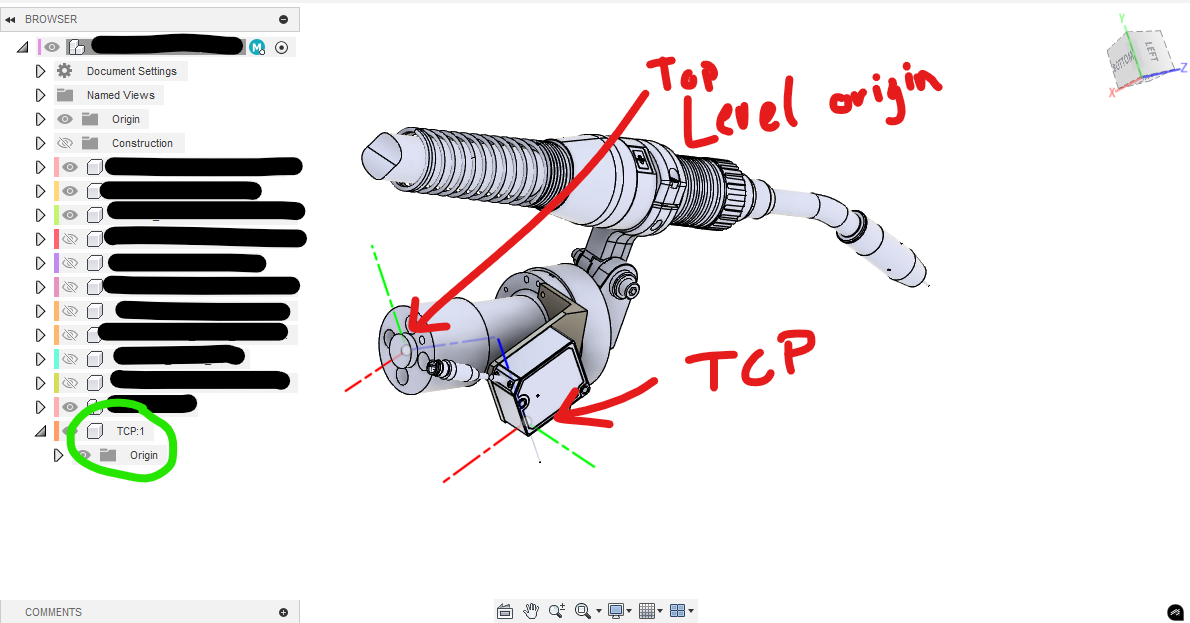 BROWSER
M
Document Settings
Named Views
Origin
Construction
TCP:1
Origin
COMMENTS
Top
Level origin
TCP
Y
BOTTOM
LEFT
Z
X